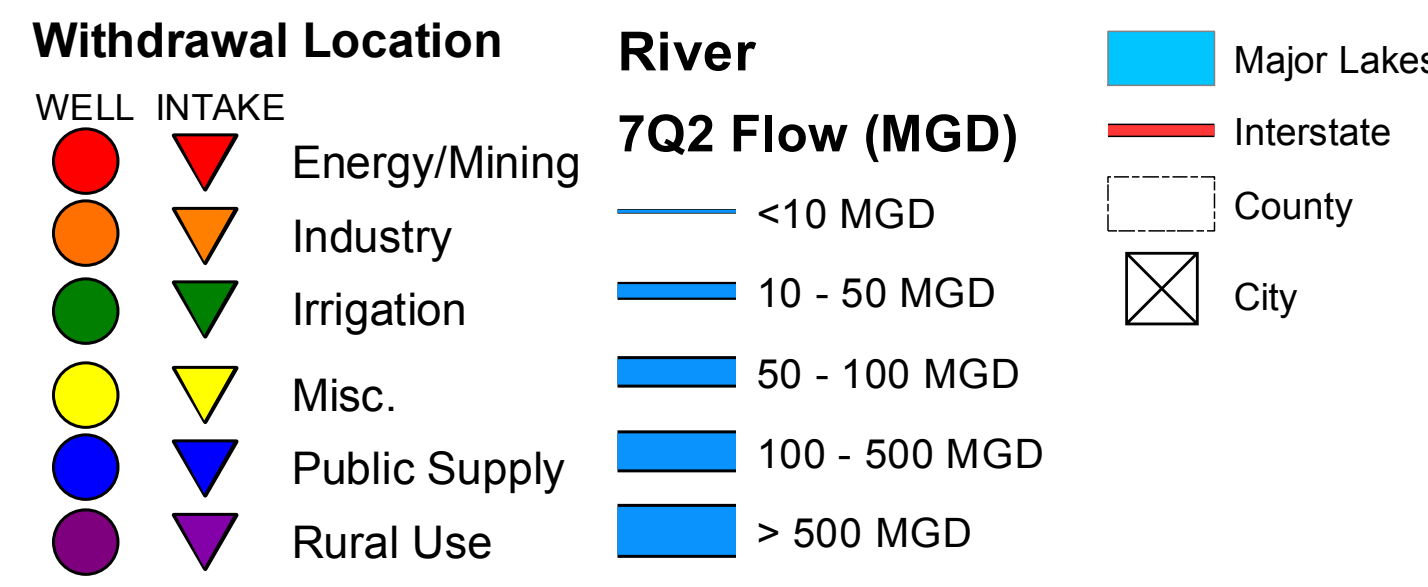 Withdrawal Location
WELL INTAKE
Energy/Mining
Industry
Irrigation
Misc.
Public Supply
Rural Use
River
7Q2 Flow (MGD)
<10 MGD
10 - 50 MGD
50 - 100 MGD
100 - 500 MGD
> 500 MGD
Major Lakes
Interstate
County
City